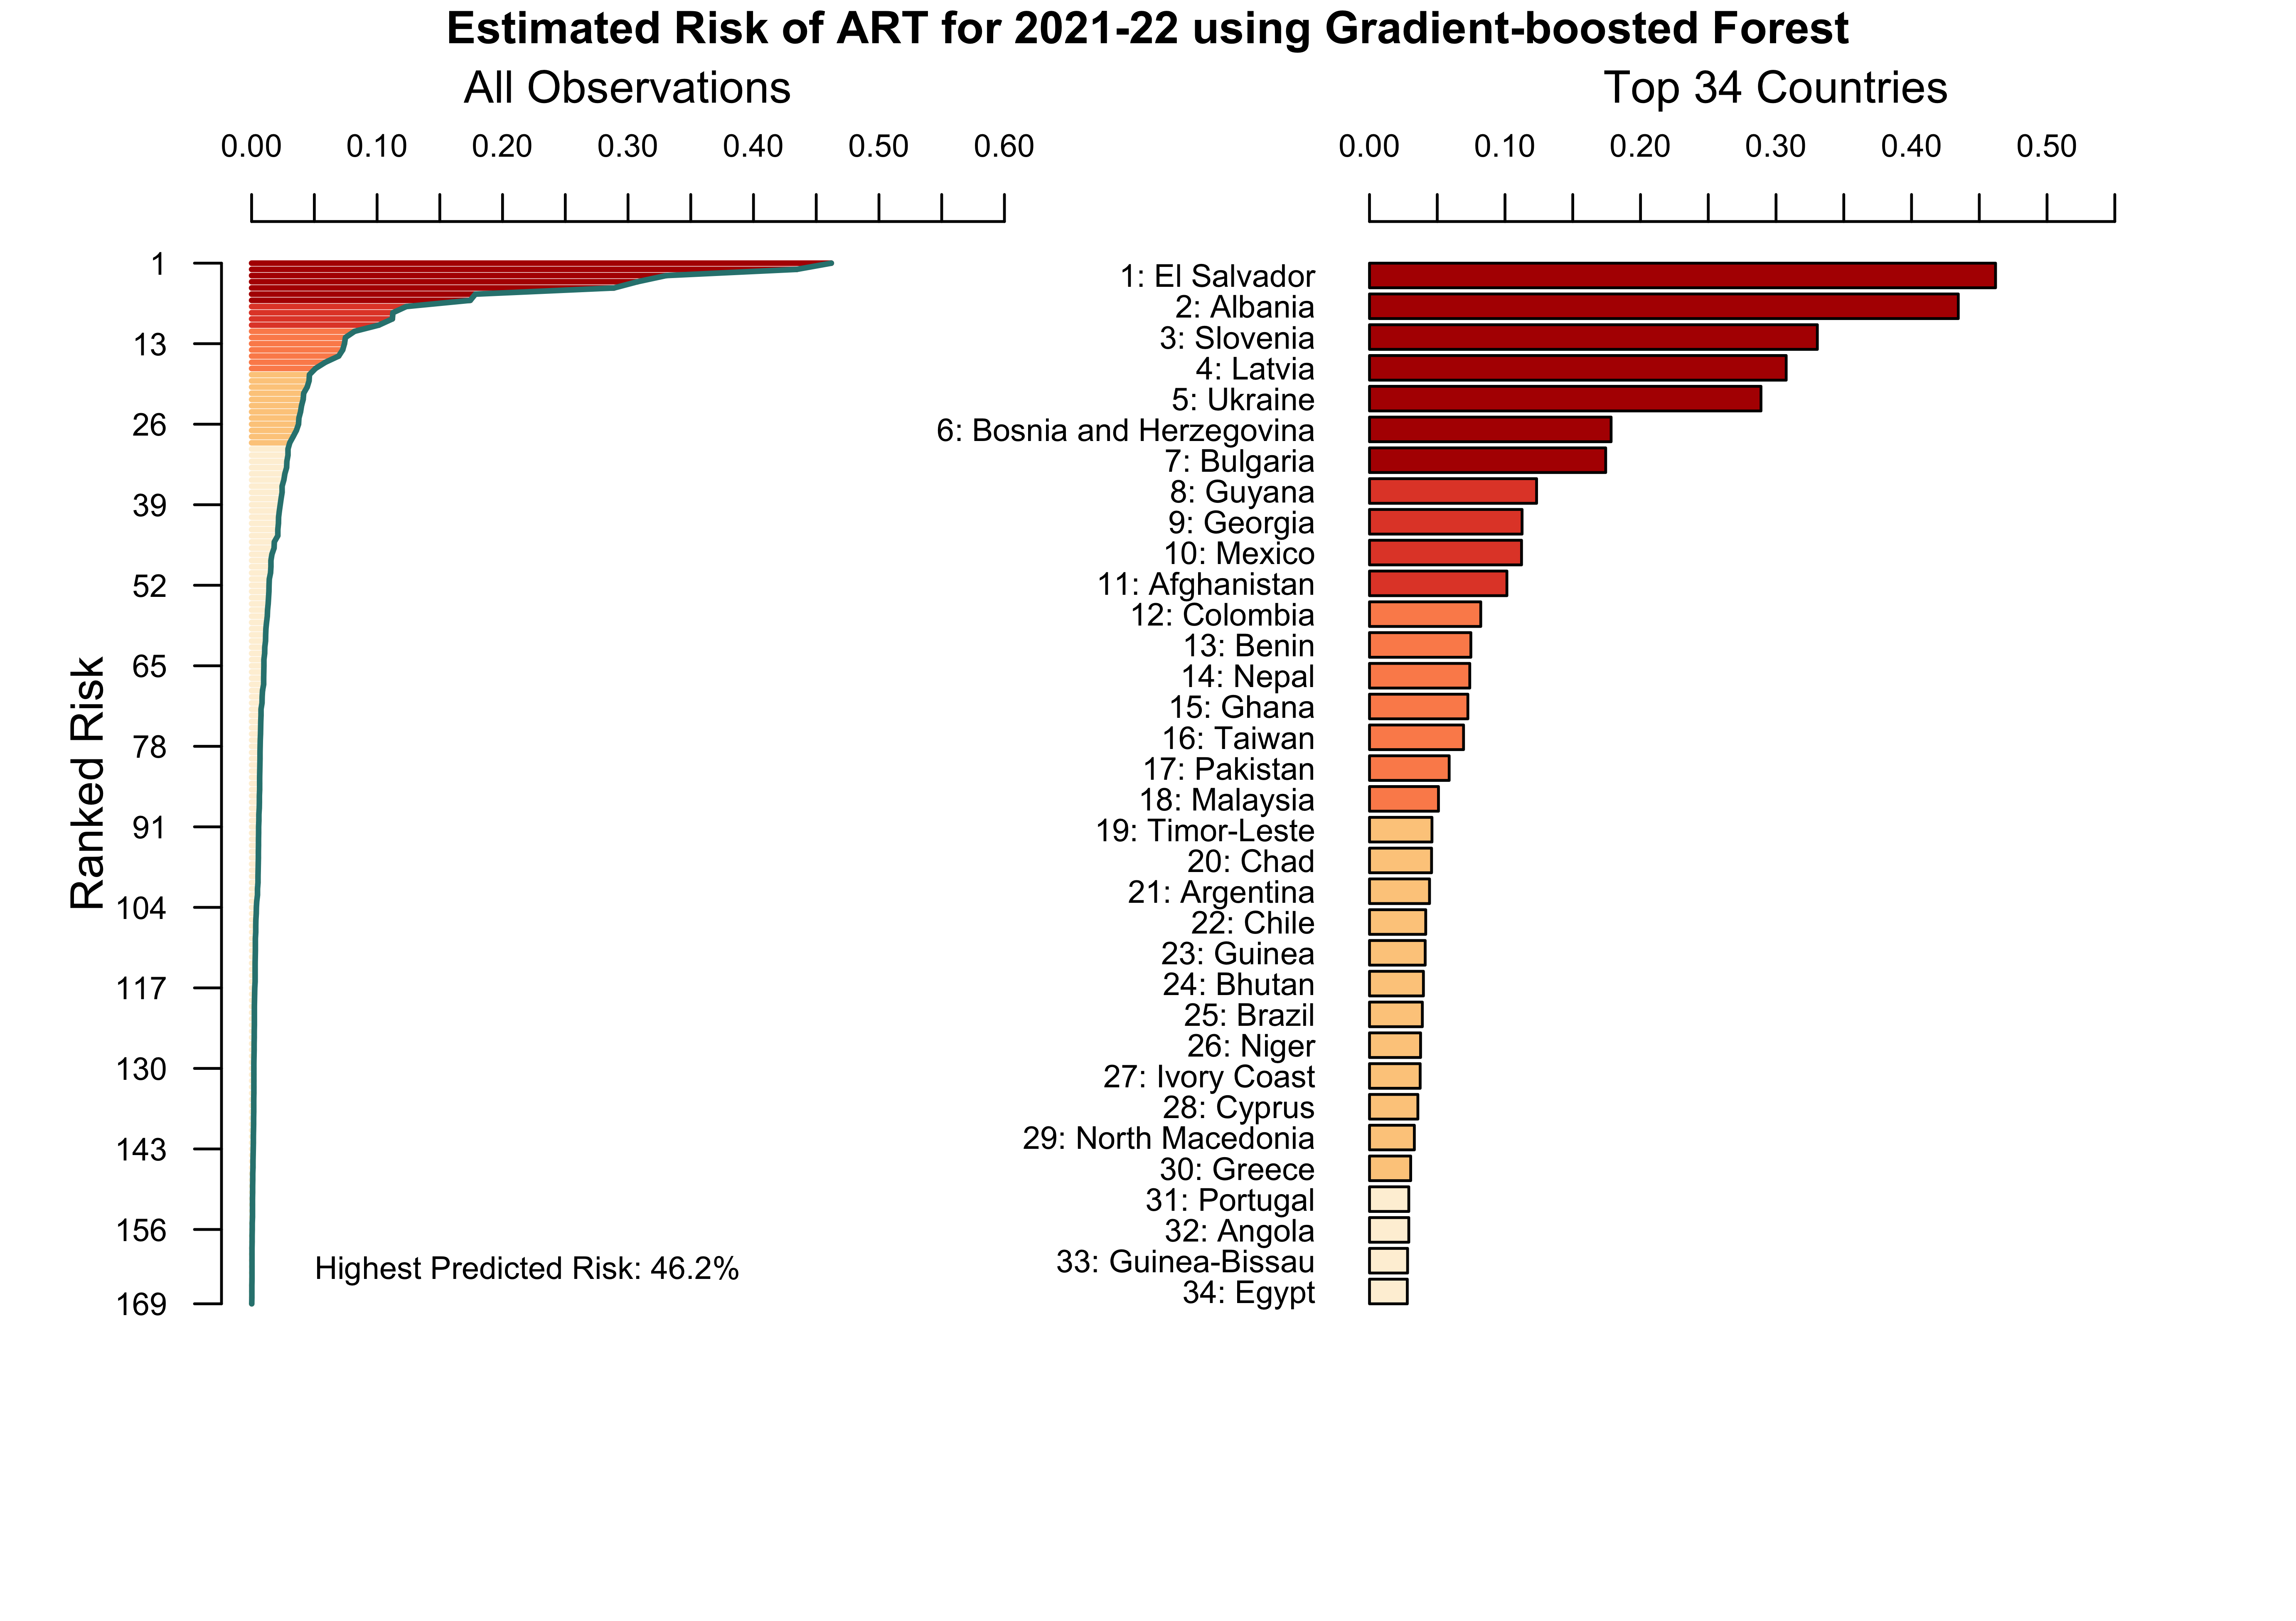 Estimated Risk of ART for 2021-22 using Gradient-boosted Forest
All Observations
0.00 0.10 0.20 0.30 0.40 0.50 0.60
Ranked Risk
1
13
26
39
52
65
78
91
104
117
130
143
156
169
Highest Predicted Risk: 46.2%
Top 34 Countries
0.00 0.10 0.20 0.30 0.40 0.50
1: El Salvador
2: Albania
3: Slovenia
4: Latvia
5: Ukraine
6: Bosnia and Herzegovina
7: Bulgaria
8: Guyana
9: Georgia
10: Mexico
11: Afghanistan
12: Colombia
13: Benin
14: Nepal
15: Ghana
16: Taiwan
17: Pakistan
18: Malaysia
19: Timor-Leste
20: Chad
21: Argentina
22: Chile
23: Guinea
24: Bhutan
25: Brazil
26: Niger
27: Ivory Coast
28: Cyprus
29: North Macedonia
30: Greece
31: Portugal
32: Angola
33: Guinea-Bissau
34: Egypt